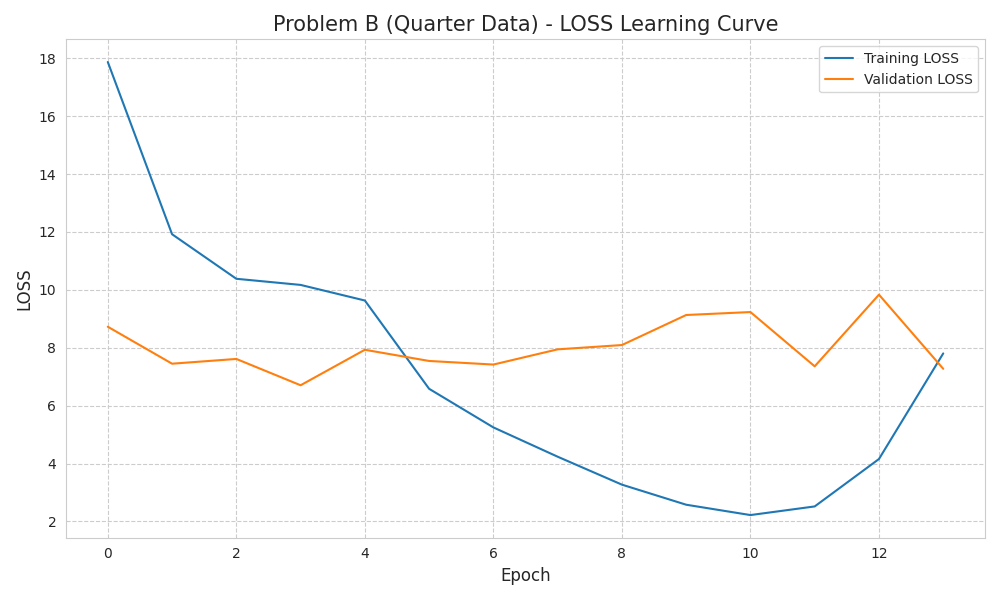 Problem B (Quarter Data) - LOSS Learning Curve
Training LOSS
Validation LOSS
LOSS
18
16
14
12
10
8
6
4
2
0 2 4 6 8 10 12
Epoch